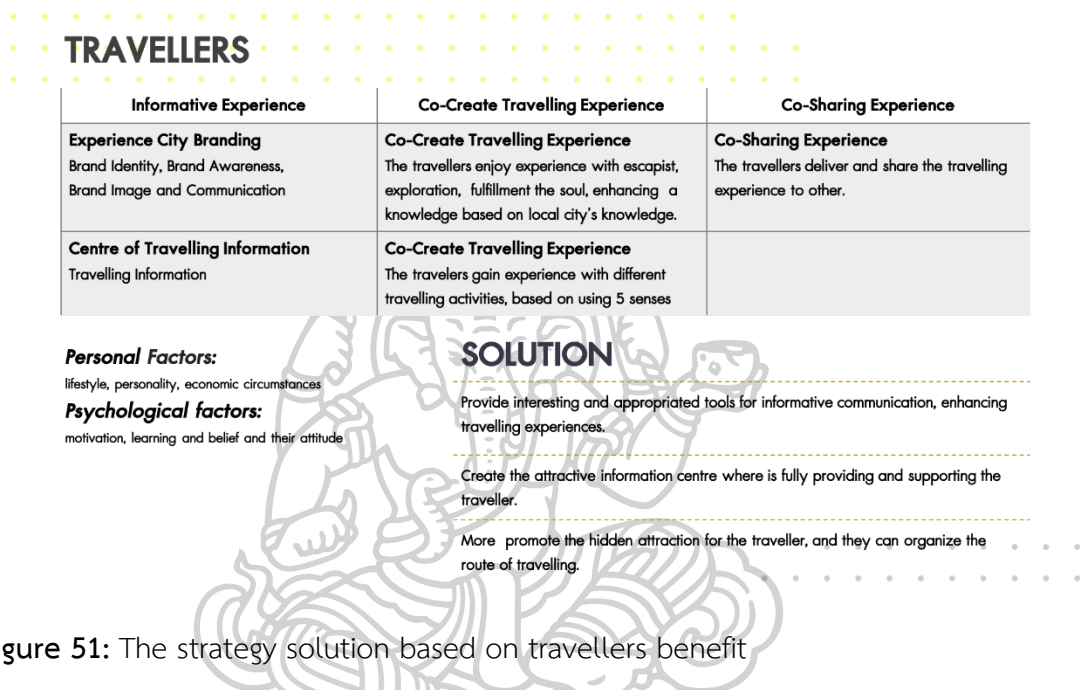 TRAVELLERS
Informative Experience
Co-Create Travelling Experience
Co-Sharing Experience
Experience City Branding
Brand Identity, Brand Awareness,
Brand Image and Communication
Co-Create Travelling Experience
The travellers enjoy experience with escapist,
exploration, fulfillment the soul, enhancing a
knowledge based on local city's knowledge.
Co-Sharing Experience
The travellers deliver and share the travelling
experience to other.
Centre of Travelling Information
Travelling Information
Co-Create Travelling Experience
The travelers gain experience with different
travelling activities, based on using 5 senses
Personal Factors:
lifestyle, personality, economic circumstances
Psychological factors:
motivation, learning and belief and their attitude
SOLUTION
Provide interesting and appropriated tools for informative communication, enhancing
travelling experiences.
Create the attractive information centre where is fully providing and supporting the
traveller.
More promote the hidden attraction for the traveller, and they can organize the
route of travelling.
gure 51: The strategy solution based on travellers benefit